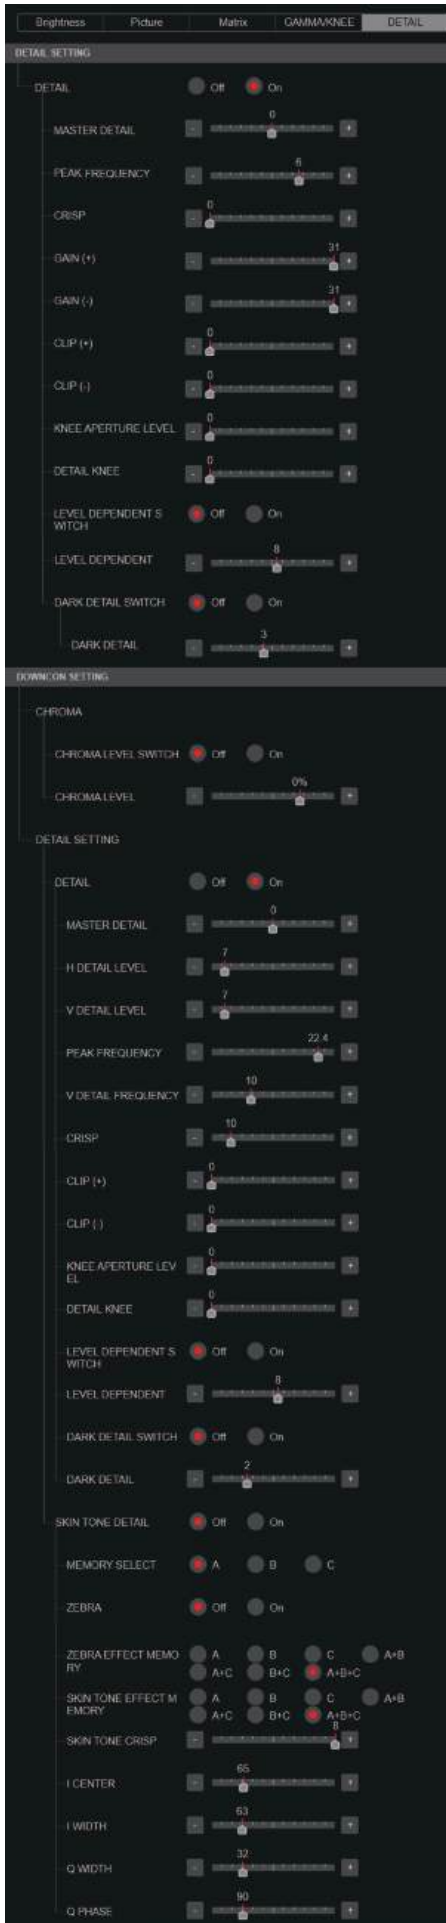 Brightness Picture Matrix GAMMA/KNEE DETAIL
DETAIL SETTING
DETAIL Off On
0
MASTER DETAIL - +
6
PEAK FREQUENCY - +
0
CRISP - +
31
GAIN (+) - +
31
GAIN (-) - +
0
CLIP (+) - +
0
CLIP (-) - +
0
KNEE APERTURE LEVEL - +
0
DETAIL KNEE - +
LEVEL DEPENDENT S Off On
WITCH
8
LEVEL DEPENDENT - +
DARK DETAIL SWITCH Off On
3
DARK DETAIL - +
DOWNCON SETTING
CHROMA
CHROMA LEVEL SWITCH Off On
0%
CHROMA LEVEL - +
DETAIL SETTING
DETAIL Off On
0
MASTER DETAIL - +
7
H DETAIL LEVEL - +
7
V DETAIL LEVEL - +
22.4
PEAK FREQUENCY - +
10
V DETAIL FREQUENCY - +
10
CRISP - +
0
CLIP (+) - +
0
CLIP (-) - +
0
KNEE APERTURE LEV - +
EL
0
DETAIL KNEE - +
LEVEL DEPENDENT S Off On
WITCH
8
LEVEL DEPENDENT - +
DARK DETAIL SWITCH Off On
2
DARK DETAIL - +
SKIN TONE DETAIL Off On
MEMORY SELECT A B C
ZEBRA Off On
ZEBRA EFFECT MEMO A B C A+B
RY A+C B+C A+B+C
SKIN TONE EFFECT M A B C A+B
EMORY A+C B+C A+B+C
8
SKIN TONE CRISP - +
65
I CENTER - +
63
I WIDTH - +
32
Q WIDTH - +
90
Q PHASE - +